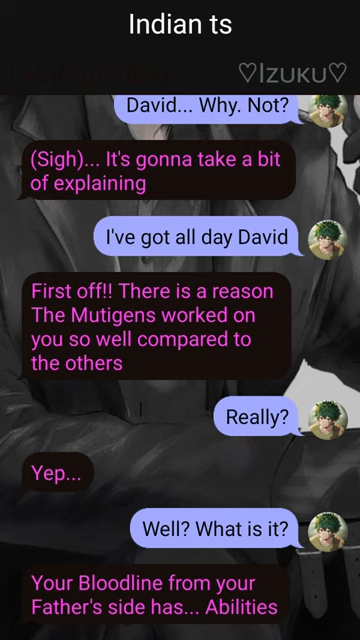 Indian ts
♡Izuku♡
David... Why. Not?
(Sigh)... It's gonna take a bit
of explaining
I've got all day David
First off!! There is a reason
The Mutigens worked on
you so well compared to
the others
Really?
Yep...
Well? What is it?
Your Bloodline from your
Father's side has... Abilities